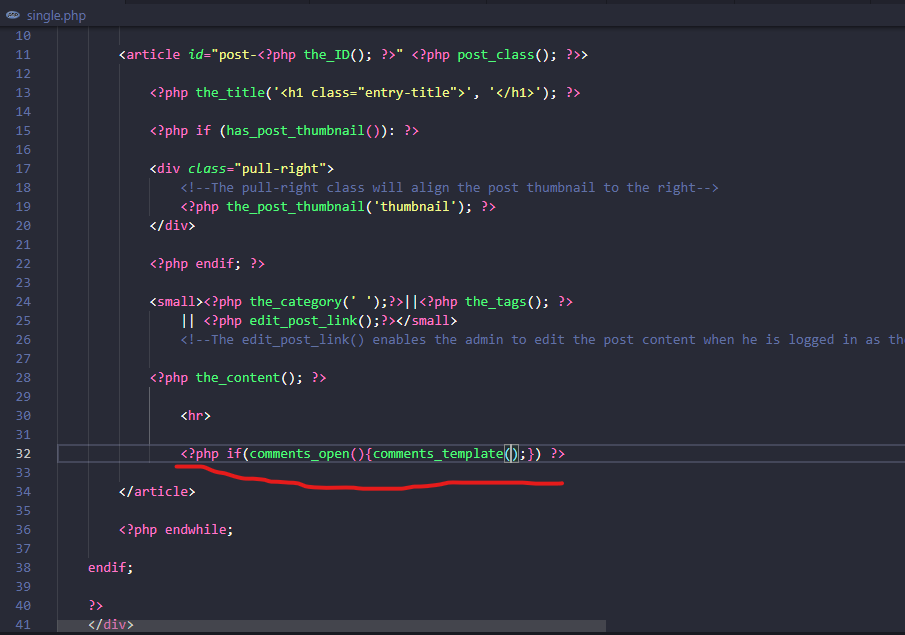 single.php
10
11 <article id="post-<?php the_ID(); ?>" <?php post_class(); ?>>
12
13 <?php the_title('<h1 class="entry-title">', '</h1>'); ?>
14
15 <?php if (has_post_thumbnail()): ?>
16
17 <div class="pull-right">
18 <!--The pull-right class will align the post thumbnail to the right-->
19 <?php the_post_thumbnail('thumbnail'); ?>
20 </div>
21
22 <?php endif; ?>
23
24 <small><?php the_category(' ');?>||<?php the_tags(); ?>
25 || <?php edit_post_link();?></small>
26 <!--The edit_post_link() enables the admin to edit the post content when he is logged in as th
27
28 <?php the_content(); ?>
29
30 <hr>
31
32 <?php if(comments_open(){comments_template();}) ?>
33
34 </article>
35
36 <?php endwhile;
37
38 endif;
39
40 ?>
41 </div>